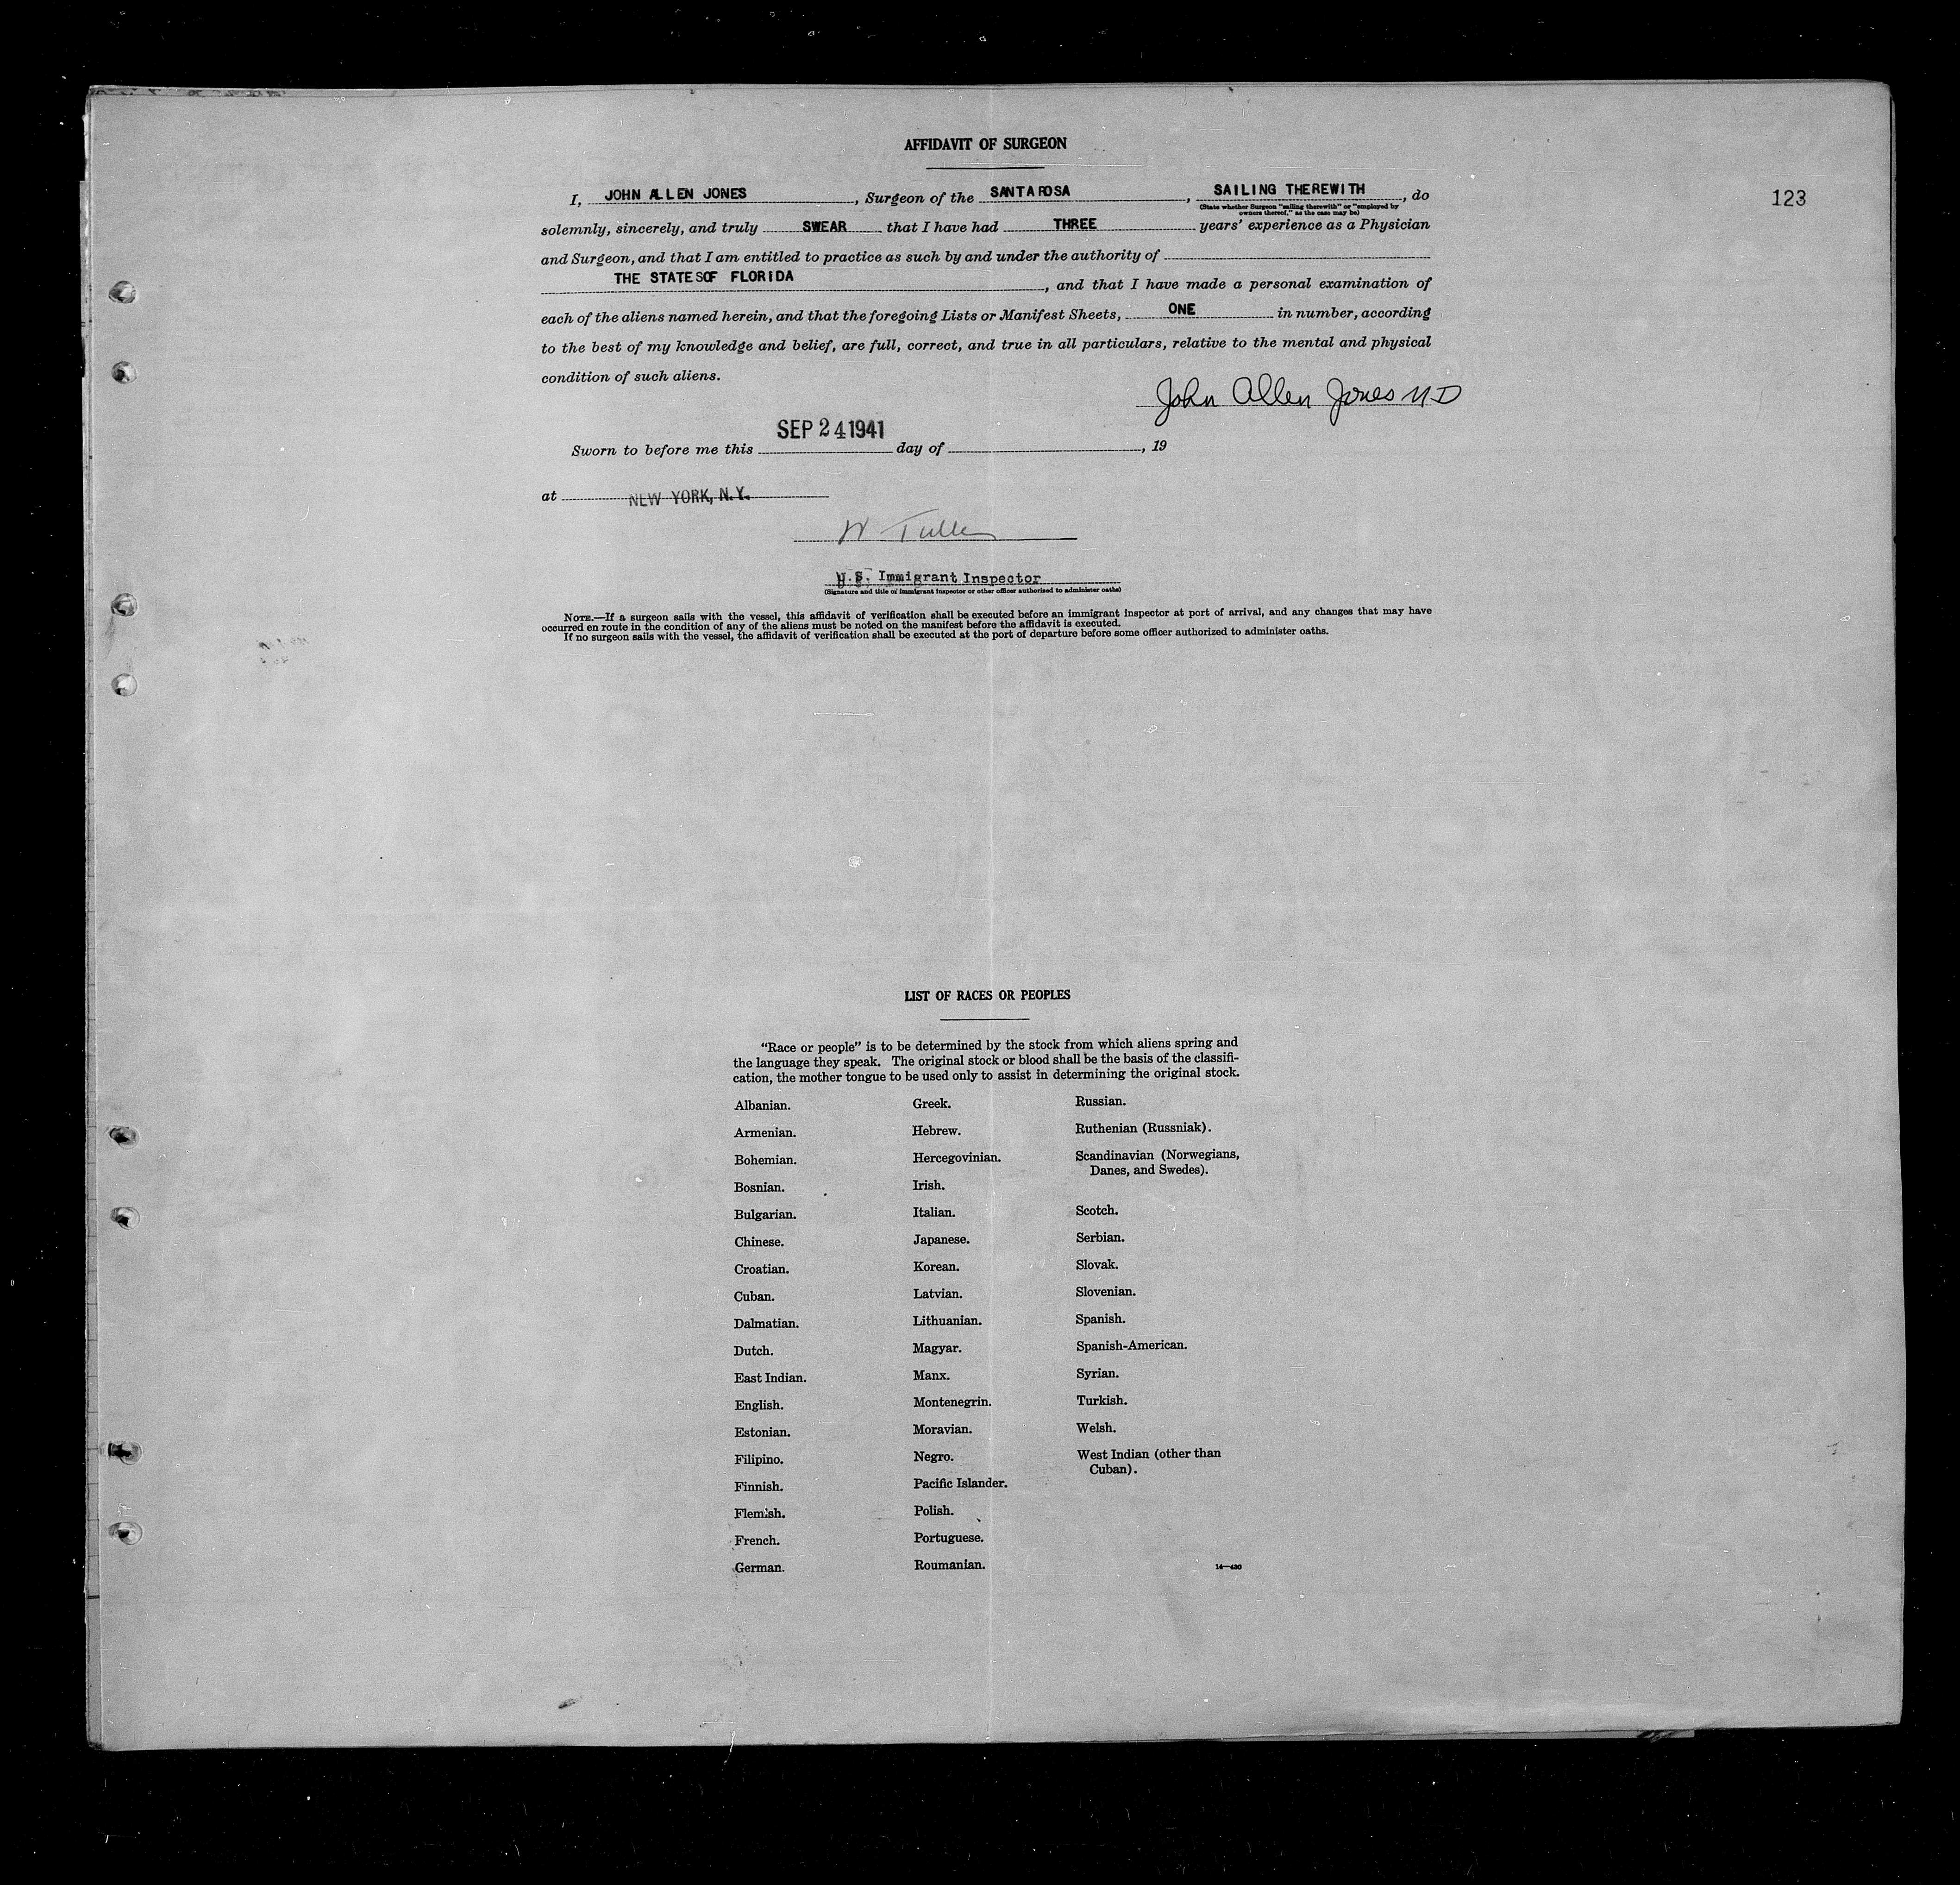 AFFIDAVIT OF SURGEON
123
I, JOHN ALLEN JONES, Surgeon of the SANTA ROSA, SAILING THEREWITH, do
(State whether Surgeon "sailing therewith" or "employed by
owners thereof," as the case may be)
solemnly, sincerely, and truly SWEAR that I have had THREE years' experience as a Physician
and Surgeon, and that I am entitled to practice as such by and under the authority of
THE STATESOF FLORIDA, and that I have made a personal examination of
each of the aliens named herein, and that the foregoing Lists or Manifest Sheets, ONE in number, according
to the best of my knowledge and belief, are full, correct, and true in all particulars, relative to the mental and physical
condition of such aliens.
John Allen Jones MD
SEP 24 1941
Sworn to before me this day of , 19
at NEW YORK, N.Y.
W Tuller
U.S. Immigrant Inspector
(Signature and title of immigrant inspector or other officer authorized to administer oaths)
NOTE.—If a surgeon sails with the vessel, this affidavit of verification shall be executed before an immigrant inspector at port of arrival, and any changes that may have
occurred en route in the condition of any of the aliens must be noted on the manifest before the affidavit is executed.
If no surgeon sails with the vessel, the affidavit of verification shall be executed at the port of departure before some officer authorized to administer oaths.
LIST OF RACES OR PEOPLES
"Race or people" is to be determined by the stock from which aliens spring and
the language they speak. The original stock or blood shall be the basis of the classifi-
cation, the mother tongue to be used only to assist in determining the original stock.
Albanian.
Armenian.
Bohemian.
Bosnian.
Bulgarian.
Chinese.
Croatian.
Cuban.
Dalmatian.
Dutch.
East Indian.
English.
Estonian.
Filipino.
Finnish.
Flemish.
French.
German.
Greek.
Hebrew.
Hercegovinian.
Irish.
Italian.
Japanese.
Korean.
Latvian.
Lithuanian.
Magyar.
Manx.
Montenegrin.
Moravian.
Negro.
Pacific Islander.
Polish.
Portuguese.
Roumanian.
Russian.
Ruthenian (Russniak).
Scandinavian (Norwegians,
Danes, and Swedes).
Scotch.
Serbian.
Slovak.
Slovenian.
Spanish.
Spanish-American.
Syrian.
Turkish.
Welsh.
West Indian (other than
Cuban).
14—430